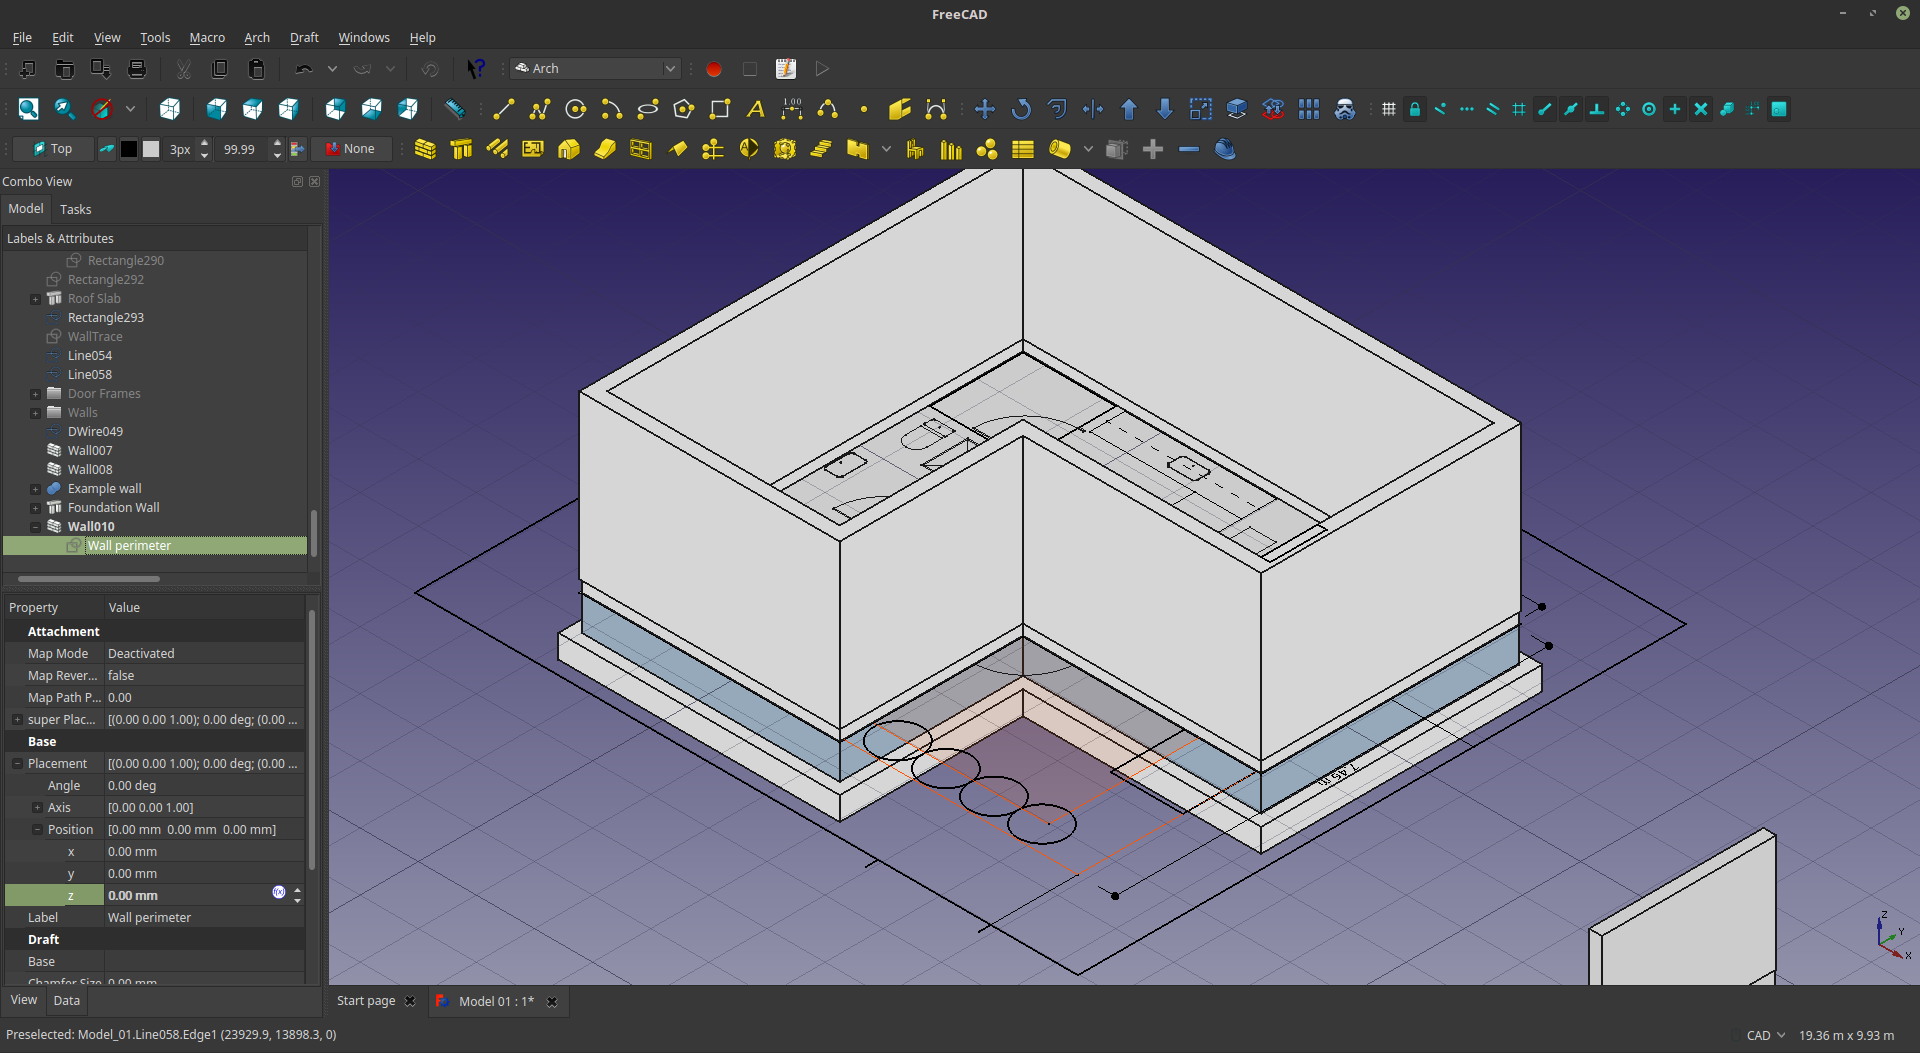 FreeCAD
File Edit View Tools Macro Arch Draft Windows Help
Arch
A 1.00
Top 3px 99.99 None
Combo View
Model Tasks
Labels & Attributes
Rectangle290
Rectangle292
Roof Slab
Rectangle293
WallTrace
Line054
Line058
Door Frames
Walls
DWire049
Wall007
Wall008
Example wall
Foundation Wall
Wall010
Wall perimeter
Property Value
Attachment
Map Mode Deactivated
Map Rever... false
Map Path P... 0.00
super Plac... [(0.00 0.00 1.00); 0.00 deg; (0.00 ...
Base
Placement [(0.00 0.00 1.00); 0.00 deg; (0.00 ...
Angle 0.00 deg
Axis [0.00 0.00 1.00]
Position [0.00 mm 0.00 mm 0.00 mm]
x 0.00 mm
y 0.00 mm
z 0.00 mm
Label Wall perimeter
Draft
Base
Chamfer Size 0.00 mm
7.45 m
Z
Y
X
View Data
Start page Model 01 : 1*
Preselected: Model_01.Line058.Edge1 (23929.9, 13898.3, 0)
CAD 19.36 m x 9.93 m